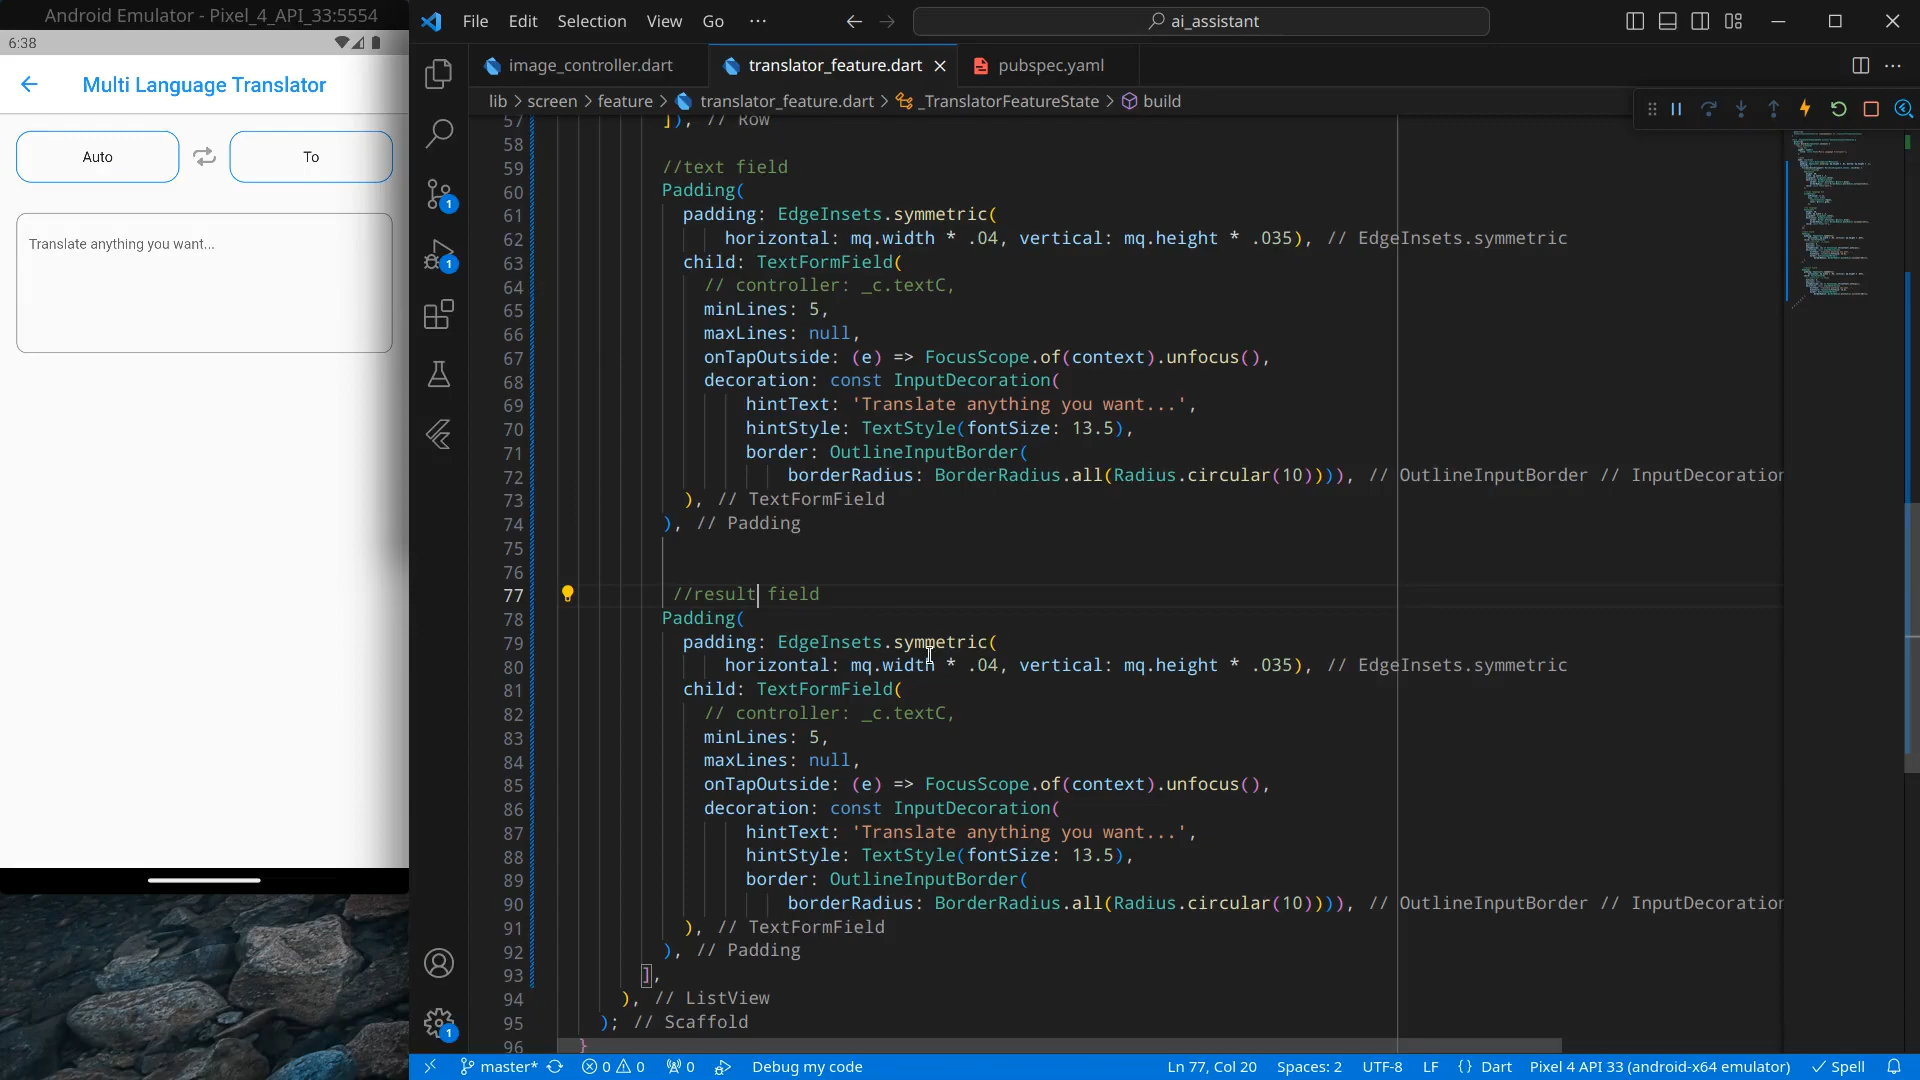 Android Emulator - Pixel_4_API_33:5554
6:38
Multi Language Translator
Auto
To
Translate anything you want...
File Edit Selection View Go ···
ai_assistant
image_controller.dart
translator_feature.dart
pubspec.yaml
lib > screen > feature > translator_feature.dart > _TranslatorFeatureState > build
57 ]), // Row
58
59 //text field
60 Padding(
61 padding: EdgeInsets.symmetric(
62 horizontal: mq.width * .04, vertical: mq.height * .035), // EdgeInsets.symmetric
63 child: TextFormField(
64 // controller: _c.textC,
65 minLines: 5,
66 maxLines: null,
67 onTapOutside: (e) => FocusScope.of(context).unfocus(),
68 decoration: const InputDecoration(
69 hintText: 'Translate anything you want...',
70 hintStyle: TextStyle(fontSize: 13.5),
71 border: OutlineInputBorder(
72 borderRadius: BorderRadius.all(Radius.circular(10)))), // OutlineInputBorder // InputDecoration
73 ), // TextFormField
74 ), // Padding
75
76
77 //result field
78 Padding(
79 padding: EdgeInsets.symmetric(
80 horizontal: mq.width * .04, vertical: mq.height * .035), // EdgeInsets.symmetric
81 child: TextFormField(
82 // controller: _c.textC,
83 minLines: 5,
84 maxLines: null,
85 onTapOutside: (e) => FocusScope.of(context).unfocus(),
86 decoration: const InputDecoration(
87 hintText: 'Translate anything you want...',
88 hintStyle: TextStyle(fontSize: 13.5),
89 border: OutlineInputBorder(
90 borderRadius: BorderRadius.all(Radius.circular(10)))), // OutlineInputBorder // InputDecoration
91 ), // TextFormField
92 ), // Padding
93 ],
94 ), // ListView
95 ); // Scaffold
96 }
1
1
1
master* 0 0 0 Debug my code Ln 77, Col 20 Spaces: 2 UTF-8 LF {} Dart Pixel 4 API 33 (android-x64 emulator) Spell